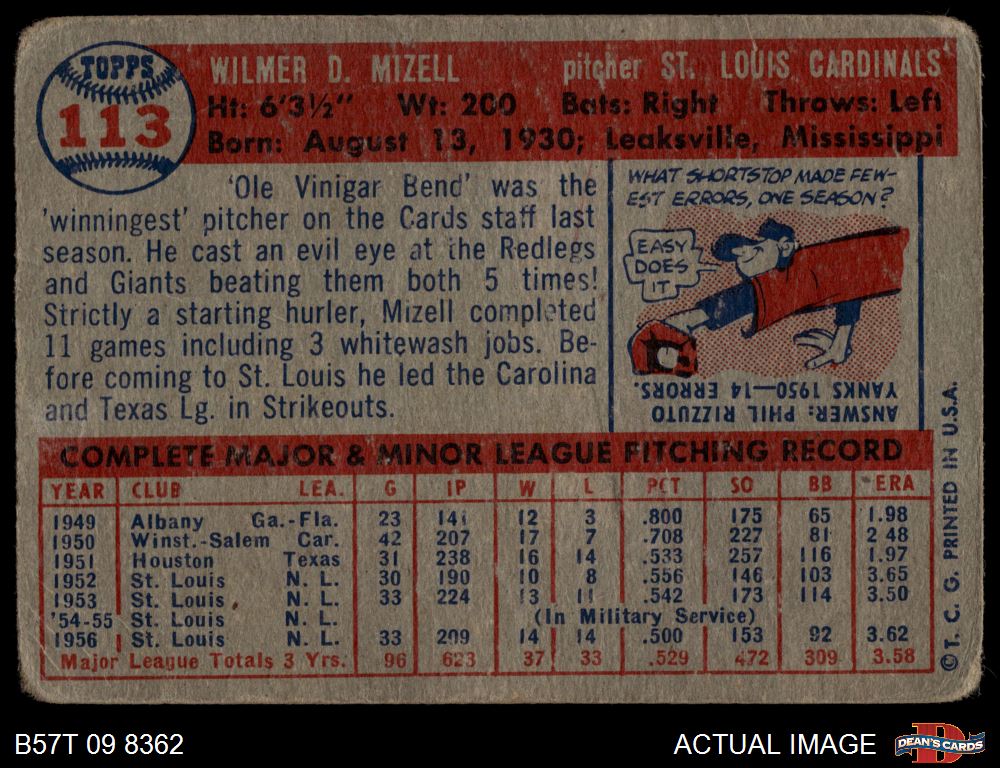 TOPPS
113
WILMER D. MIZELL pitcher ST. LOUIS CARDINALS
Ht: 6'3½" Wt: 200 Bats: Right Throws: Left
Born: August 13, 1930; Leaksville, Mississippi
'Ole Vinigar Bend' was the
'winningest' pitcher on the Cards staff last
season. He cast an evil eye at the Redlegs
and Giants beating them both 5 times!
Strictly a starting hurler, Mizell completed
11 games including 3 whitewash jobs. Be-
fore coming to St. Louis he led the Carolina
and Texas Lg. in Strikeouts.
WHAT SHORTSTOP MADE FEW-
EST ERRORS, ONE SEASON?
EASY
DOES
IT
ANSWER: PHIL RIZZUTO
YANKS 1950—14 ERRORS.
COMPLETE MAJOR & MINOR LEAGUE PITCHING RECORD
YEAR CLUB LEA. G IP W L PCT SO BB ERA
1949 Albany Ga.-Fla. 23 141 12 3 .800 175 65 1.98
1950 Winst.-Salem Car. 42 207 17 7 .708 227 81 2 48
1951 Houston Texas 31 238 16 14 .533 257 116 1.97
1952 St. Louis N. L. 30 190 10 8 .556 146 103 3.65
1953 St. Louis N. L. 33 224 13 11 .542 173 114 3.50
'54-55 St. Louis N. L. (In Military Service)
1956 St. Louis N. L. 33 209 14 14 .500 153 92 3.62
Major League Totals 3 Yrs. 96 623 37 33 .529 472 309 3.58
© T. C. G. PRINTED IN U.S.A.
B57T 09 8362
ACTUAL IMAGE
D
DEAN'S CARDS